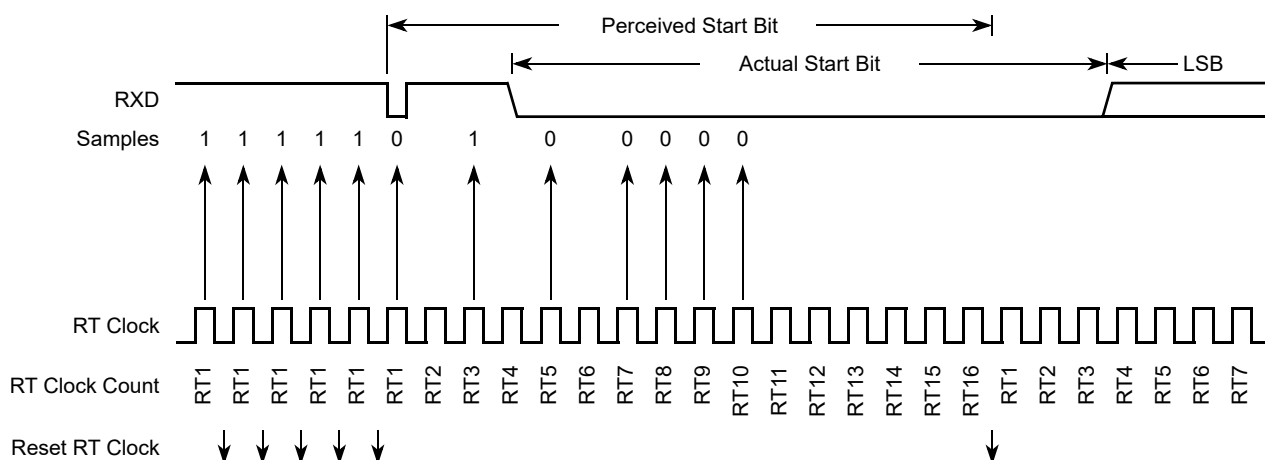 Perceived Start Bit
Actual Start Bit
LSB
RXD
Samples 1 1 1 1 1 0 1 0 0 0 0 0
RT Clock
RT Clock Count RT1 RT1 RT1 RT1 RT1 RT1 RT2 RT3 RT4 RT5 RT6 RT7 RT8 RT9 RT10 RT11 RT12 RT13 RT14 RT15 RT16 RT1 RT2 RT3 RT4 RT5 RT6 RT7
Reset RT Clock